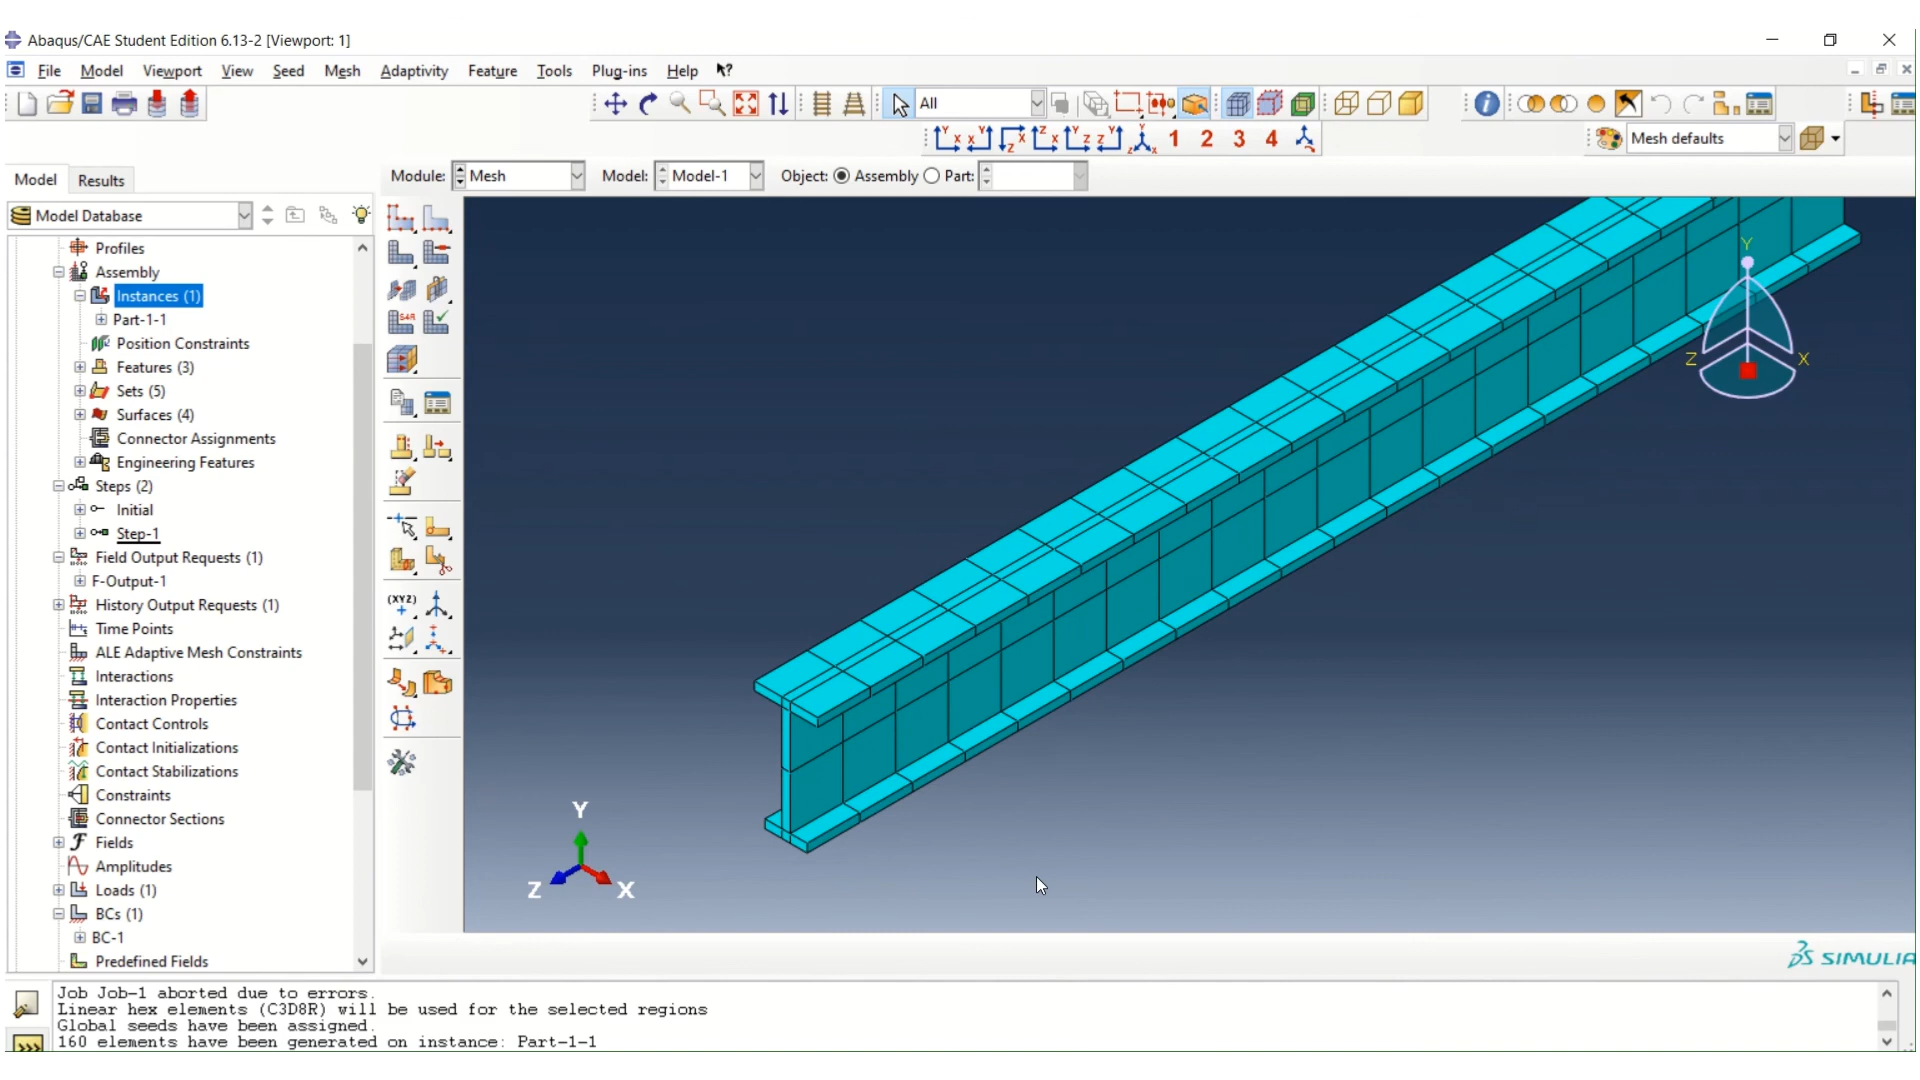 Abaqus/CAE Student Edition 6.13-2 [Viewport: 1]
File Model Viewport View Seed Mesh Adaptivity Feature Tools Plug-ins Help
All
1 2 3 4
Mesh defaults
Model Results
Module: Mesh Model: Model-1 Object: Assembly Part:
Model Database
Profiles
Assembly
Instances (1)
Part-1-1
Position Constraints
Features (3)
Sets (5)
Surfaces (4)
Connector Assignments
Engineering Features
Steps (2)
Initial
Step-1
Field Output Requests (1)
F-Output-1
History Output Requests (1)
Time Points
ALE Adaptive Mesh Constraints
Interactions
Interaction Properties
Contact Controls
Contact Initializations
Contact Stabilizations
Constraints
Connector Sections
Fields
Amplitudes
Loads (1)
BCs (1)
BC-1
Predefined Fields
S4R
(XYZ)
Y
Z X
Y
Z X
SIMULIA
Job Job-1 aborted due to errors.
Linear hex elements (C3D8R) will be used for the selected regions
Global seeds have been assigned.
160 elements have been generated on instance: Part-1-1